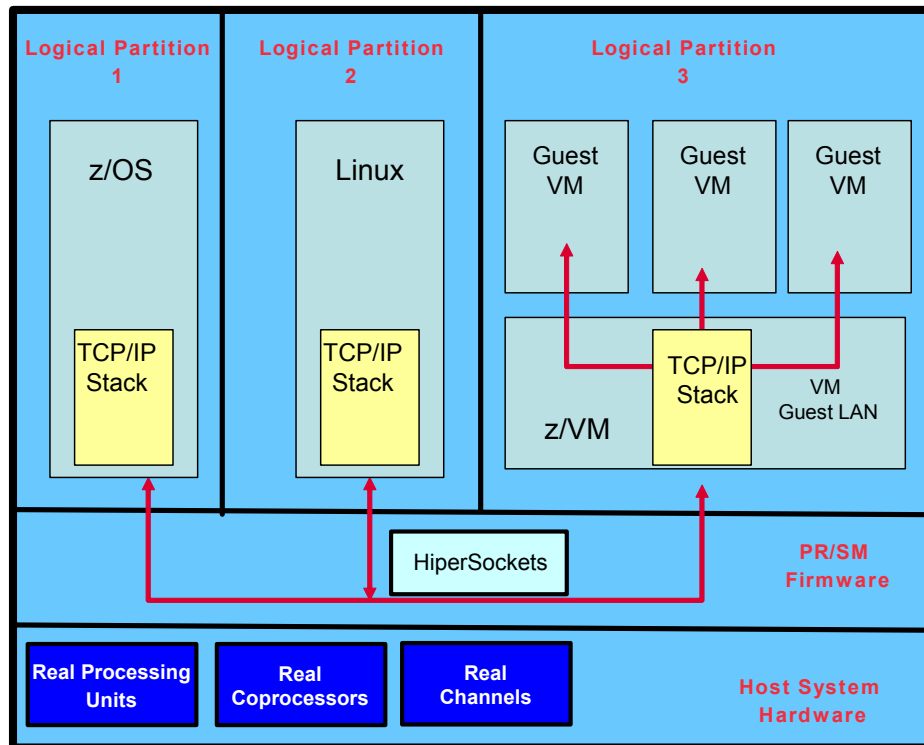 Logical Partition
1
Logical Partition
2
Logical Partition
3
z/OS
TCP/IP
Stack
Linux
TCP/IP
Stack
Guest
VM
Guest
VM
Guest
VM
TCP/IP
Stack
z/VM
VM
Guest LAN
HiperSockets
PR/SM
Firmware
Real Processing
Units
Real
Coprocessors
Real
Channels
Host System
Hardware